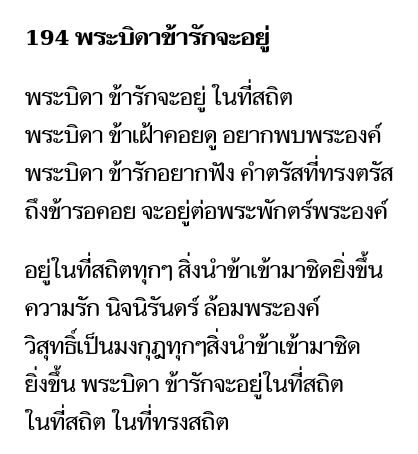 194 พระบิดาข้ารักจะอยู่
พระบิดา ข้ารักจะอยู่ ในที่สถิต
พระบิดา ข้าเฝ้าคอยดู อยากพบพระองค์
พระบิดา ข้ารักอยากฟัง คำตรัสที่ทรงตรัส
ถึงข้ารอคอย จะอยู่ต่อพระพักตร์พระองค์
อยู่ในที่สถิตทุกๆ สิ่งนำข้าเข้ามาชิดยิ่งขึ้น
ความรัก นิจนิรันดร์ ล้อมพระองค์
วิสุทธิ์เป็นมงกุฎทุกๆสิ่งนำข้าเข้ามาชิด
ยิ่งขึ้น พระบิดา ข้ารักจะอยู่ในที่สถิต
ในที่สถิต ในที่ทรงสถิต